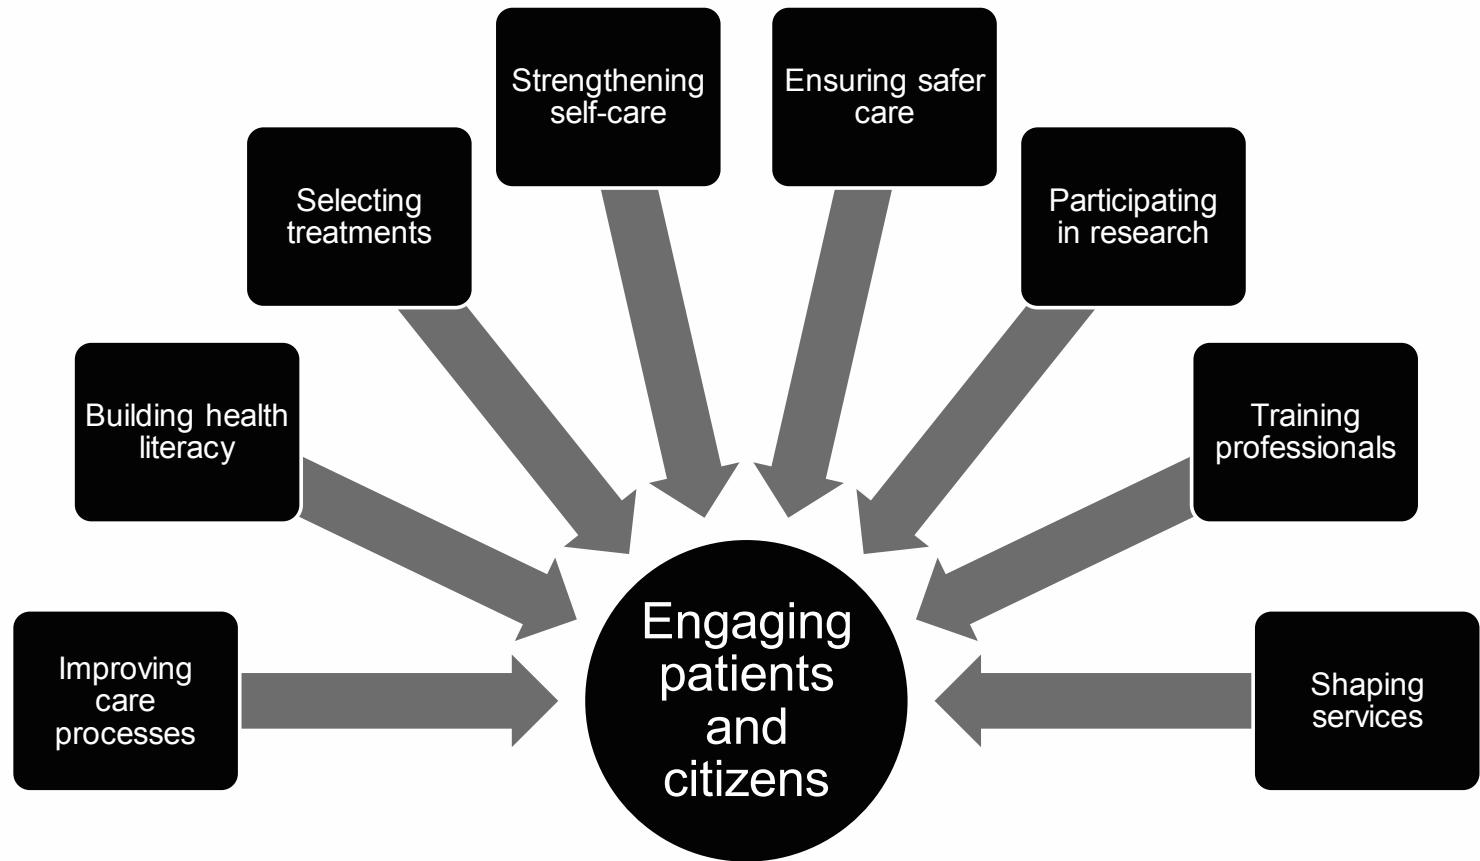 Strengthening
self-care
Ensuring safer
care
Selecting
treatments
Participating
in research
Building health
literacy
Training
professionals
Improving
care
processes
Engaging
patients
and
citizens
Shaping
services